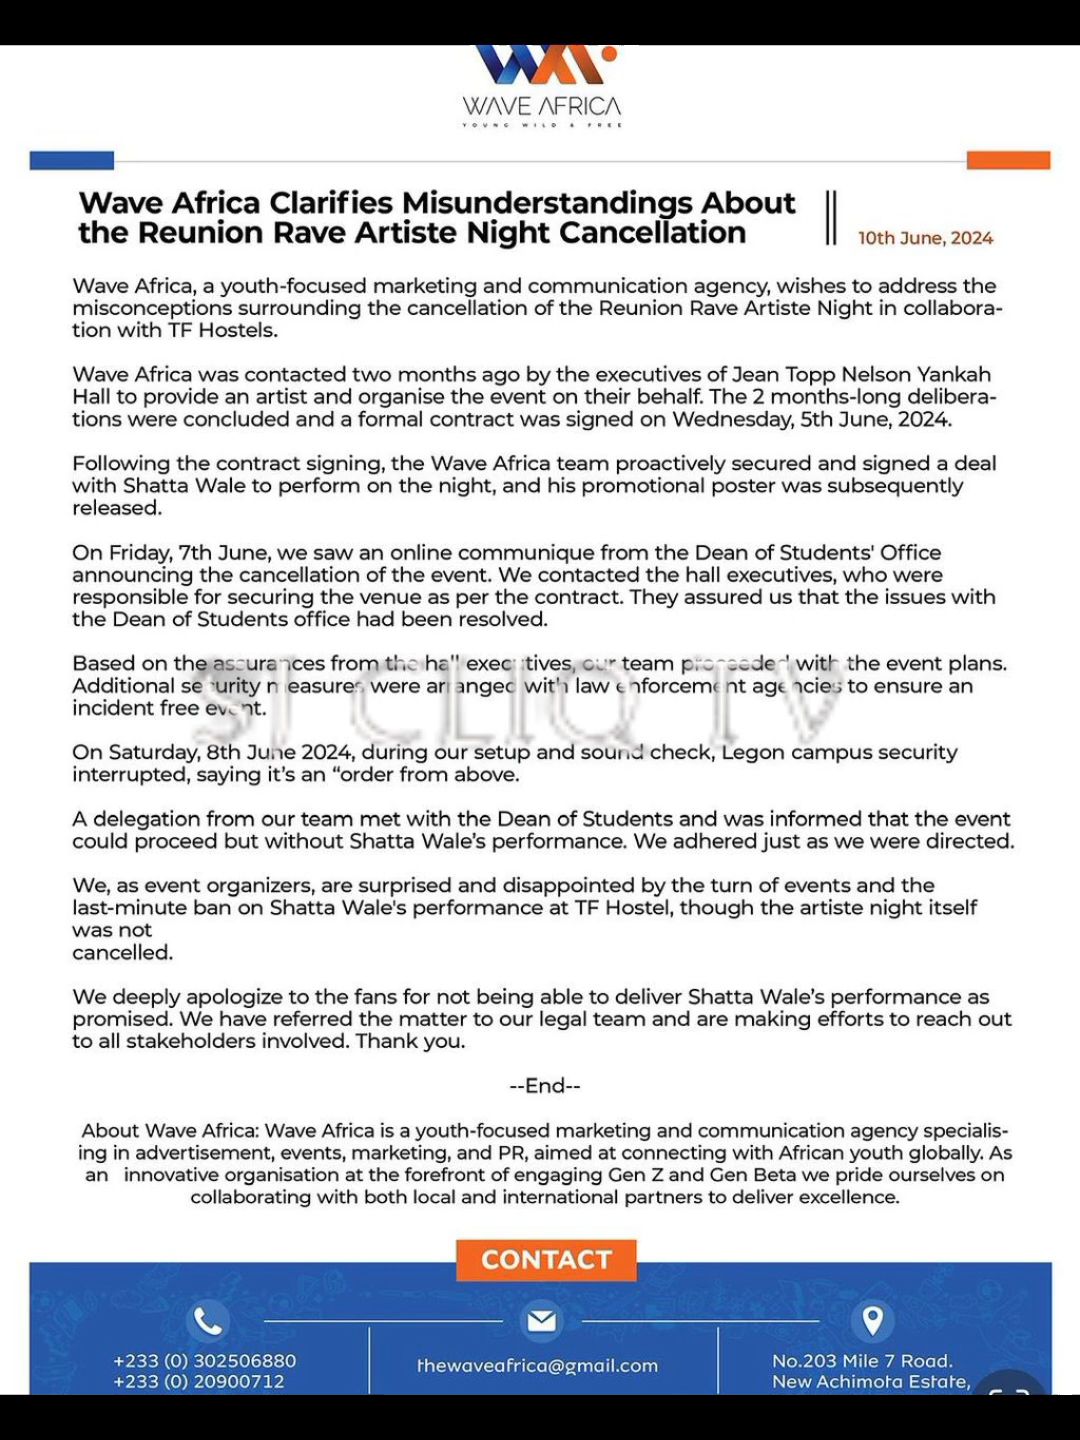 WAVE AFRICA
YOUNG WILD & FREE
Wave Africa Clarifies Misunderstandings About
the Reunion Rave Artiste Night Cancellation
10th June, 2024
Wave Africa, a youth-focused marketing and communication agency, wishes to address the
misconceptions surrounding the cancellation of the Reunion Rave Artiste Night in collabora-
tion with TF Hostels.
Wave Africa was contacted two months ago by the executives of Jean Topp Nelson Yankah
Hall to provide an artist and organise the event on their behalf. The 2 months-long delibera-
tions were concluded and a formal contract was signed on Wednesday, 5th June, 2024.
Following the contract signing, the Wave Africa team proactively secured and signed a deal
with Shatta Wale to perform on the night, and his promotional poster was subsequently
released.
On Friday, 7th June, we saw an online communique from the Dean of Students' Office
announcing the cancellation of the event. We contacted the hall executives, who were
responsible for securing the venue as per the contract. They assured us that the issues with
the Dean of Students office had been resolved.
Based on the assurances from the hall executives, our team proceeded with the event plans.
Additional security measures were arranged with law enforcement agencies to ensure an
incident free event.
SJ CLIQ TV
On Saturday, 8th June 2024, during our setup and sound check, Legon campus security
interrupted, saying it’s an “order from above.
A delegation from our team met with the Dean of Students and was informed that the event
could proceed but without Shatta Wale’s performance. We adhered just as we were directed.
We, as event organizers, are surprised and disappointed by the turn of events and the
last-minute ban on Shatta Wale's performance at TF Hostel, though the artiste night itself
was not
cancelled.
We deeply apologize to the fans for not being able to deliver Shatta Wale’s performance as
promised. We have referred the matter to our legal team and are making efforts to reach out
to all stakeholders involved. Thank you.
--End--
About Wave Africa: Wave Africa is a youth-focused marketing and communication agency specialis-
ing in advertisement, events, marketing, and PR, aimed at connecting with African youth globally. As
an innovative organisation at the forefront of engaging Gen Z and Gen Beta we pride ourselves on
collaborating with both local and international partners to deliver excellence.
CONTACT
+233 (0) 302506880
+233 (0) 20900712
thewaveafrica@gmail.com
No.203 Mile 7 Road.
New Achimota Estate,